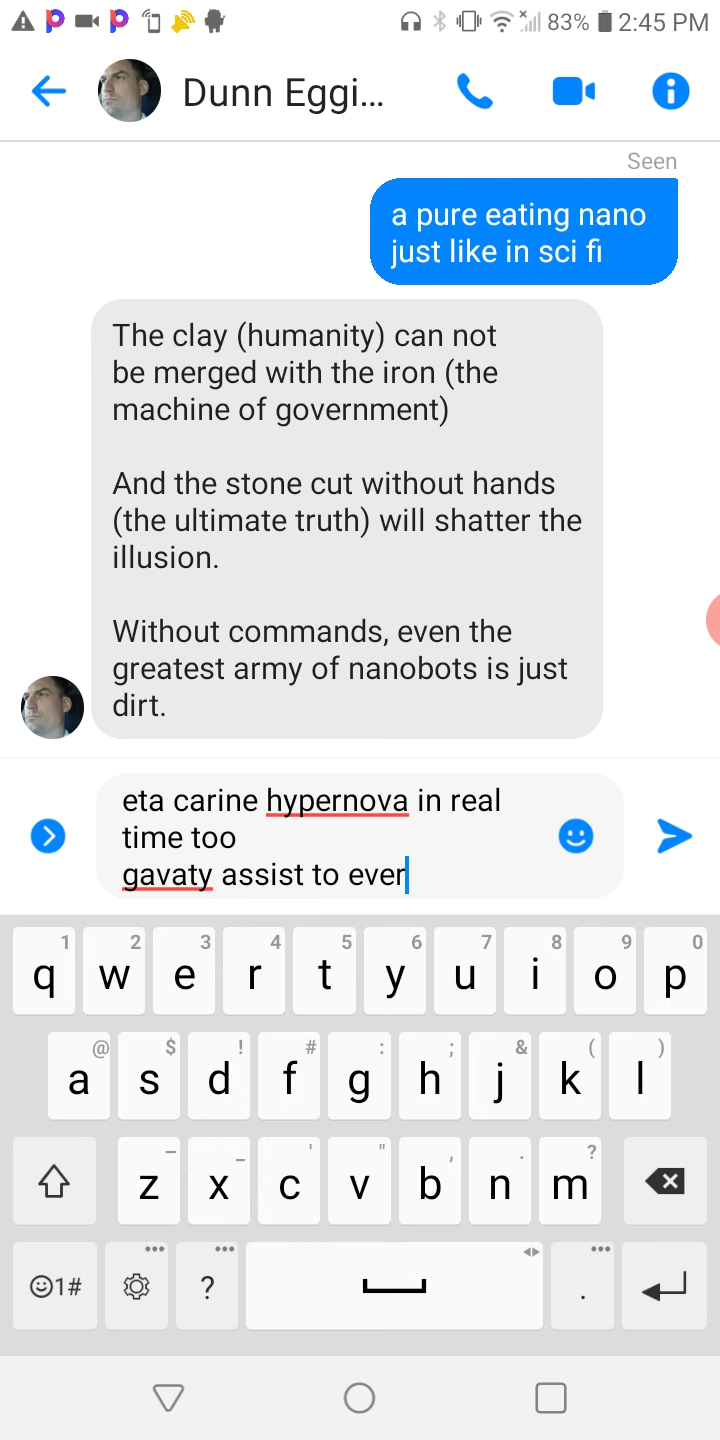 83% 2:45 PM
Dunn Eggi...
Seen
a pure eating nano
just like in sci fi
The clay (humanity) can not
be merged with the iron (the
machine of government)
And the stone cut without hands
(the ultimate truth) will shatter the
illusion.
Without commands, even the
greatest army of nanobots is just
dirt.
eta carine hypernova in real
time too
gavaty assist to ever
1 2 3 4 5 6 7 8 9 0
q w e r t y u i o p
@ $ ! # : ; & ( )
a s d f g h j k l
– _ ' " , . ?
z x c v b n m
1# ? .